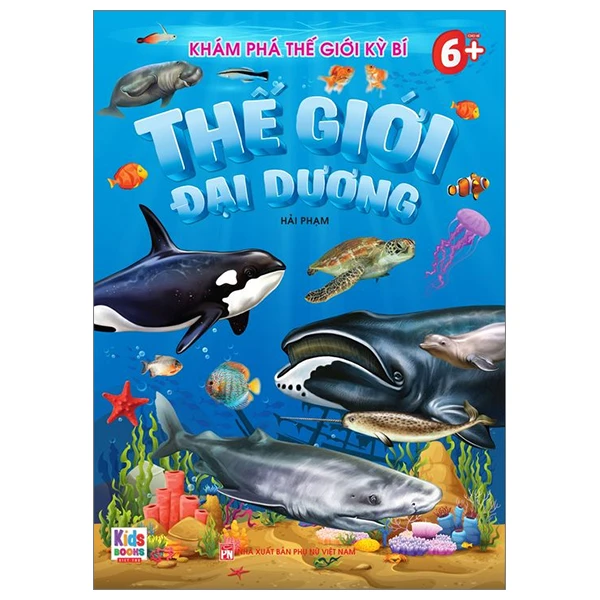 KHÁM PHÁ THẾ GIỚI KỲ BÍ
6+
THẾ GIỚI
ĐẠI DƯƠNG
HẢI PHẠM
Kids
BOOKS
PN
NHÀ XUẤT BẢN PHỤ NỮ VIỆT NAM